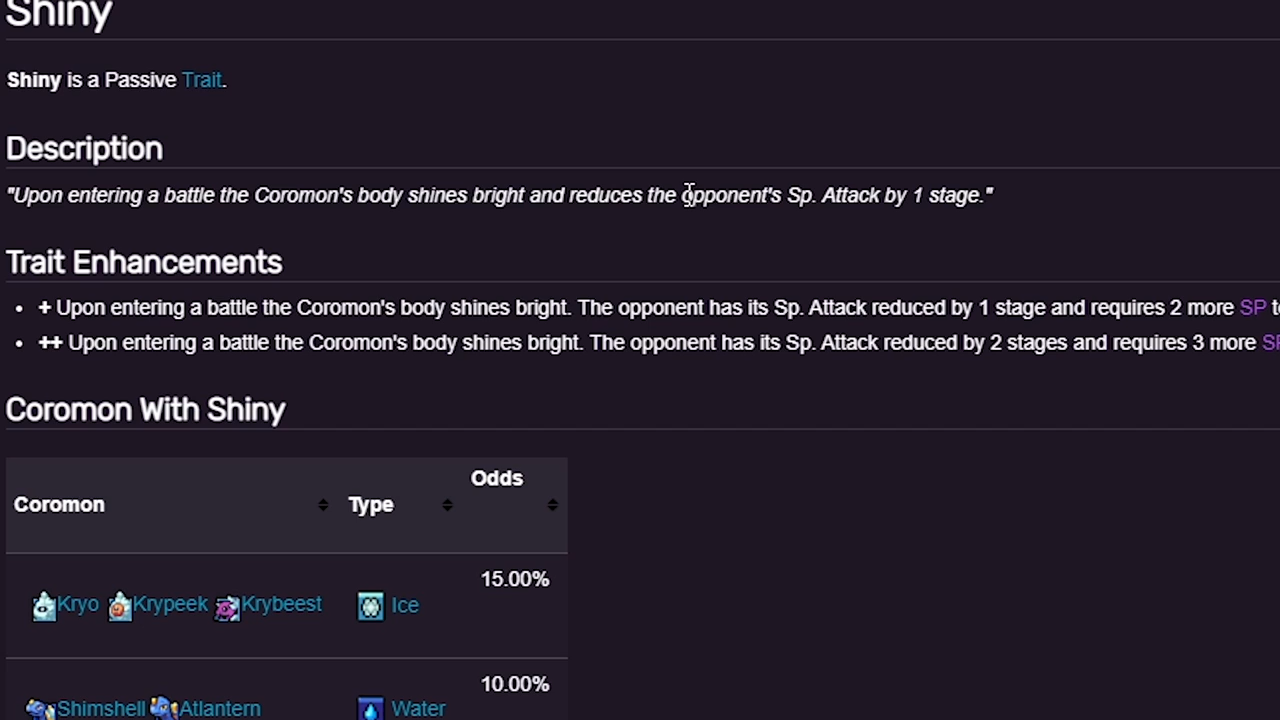 Shiny
Shiny is a Passive Trait.
Description
"Upon entering a battle the Coromon's body shines bright and reduces the opponent's Sp. Attack by 1 stage."
Trait Enhancements
• + Upon entering a battle the Coromon's body shines bright. The opponent has its Sp. Attack reduced by 1 stage and requires 2 more SP
• ++ Upon entering a battle the Coromon's body shines bright. The opponent has its Sp. Attack reduced by 2 stages and requires 3 more
Coromon With Shiny
Coromon Type Odds
Kryo Krypeek Krybeest Ice 15.00%
Shimshell Atlantern Water 10.00%